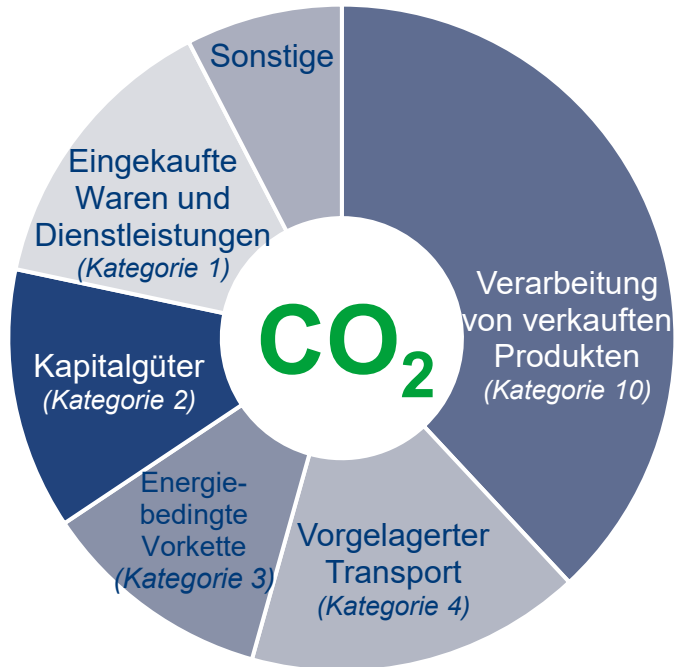 Sonstige
Eingekaufte
Waren und
Dienstleistungen
(Kategorie 1)
Verarbeitung
von verkauften
Produkten
(Kategorie 10)
CO₂
Kapitalgüter
(Kategorie 2)
Energie-
bedingte
Vorkette
(Kategorie 3)
Vorgelagerter
Transport
(Kategorie 4)